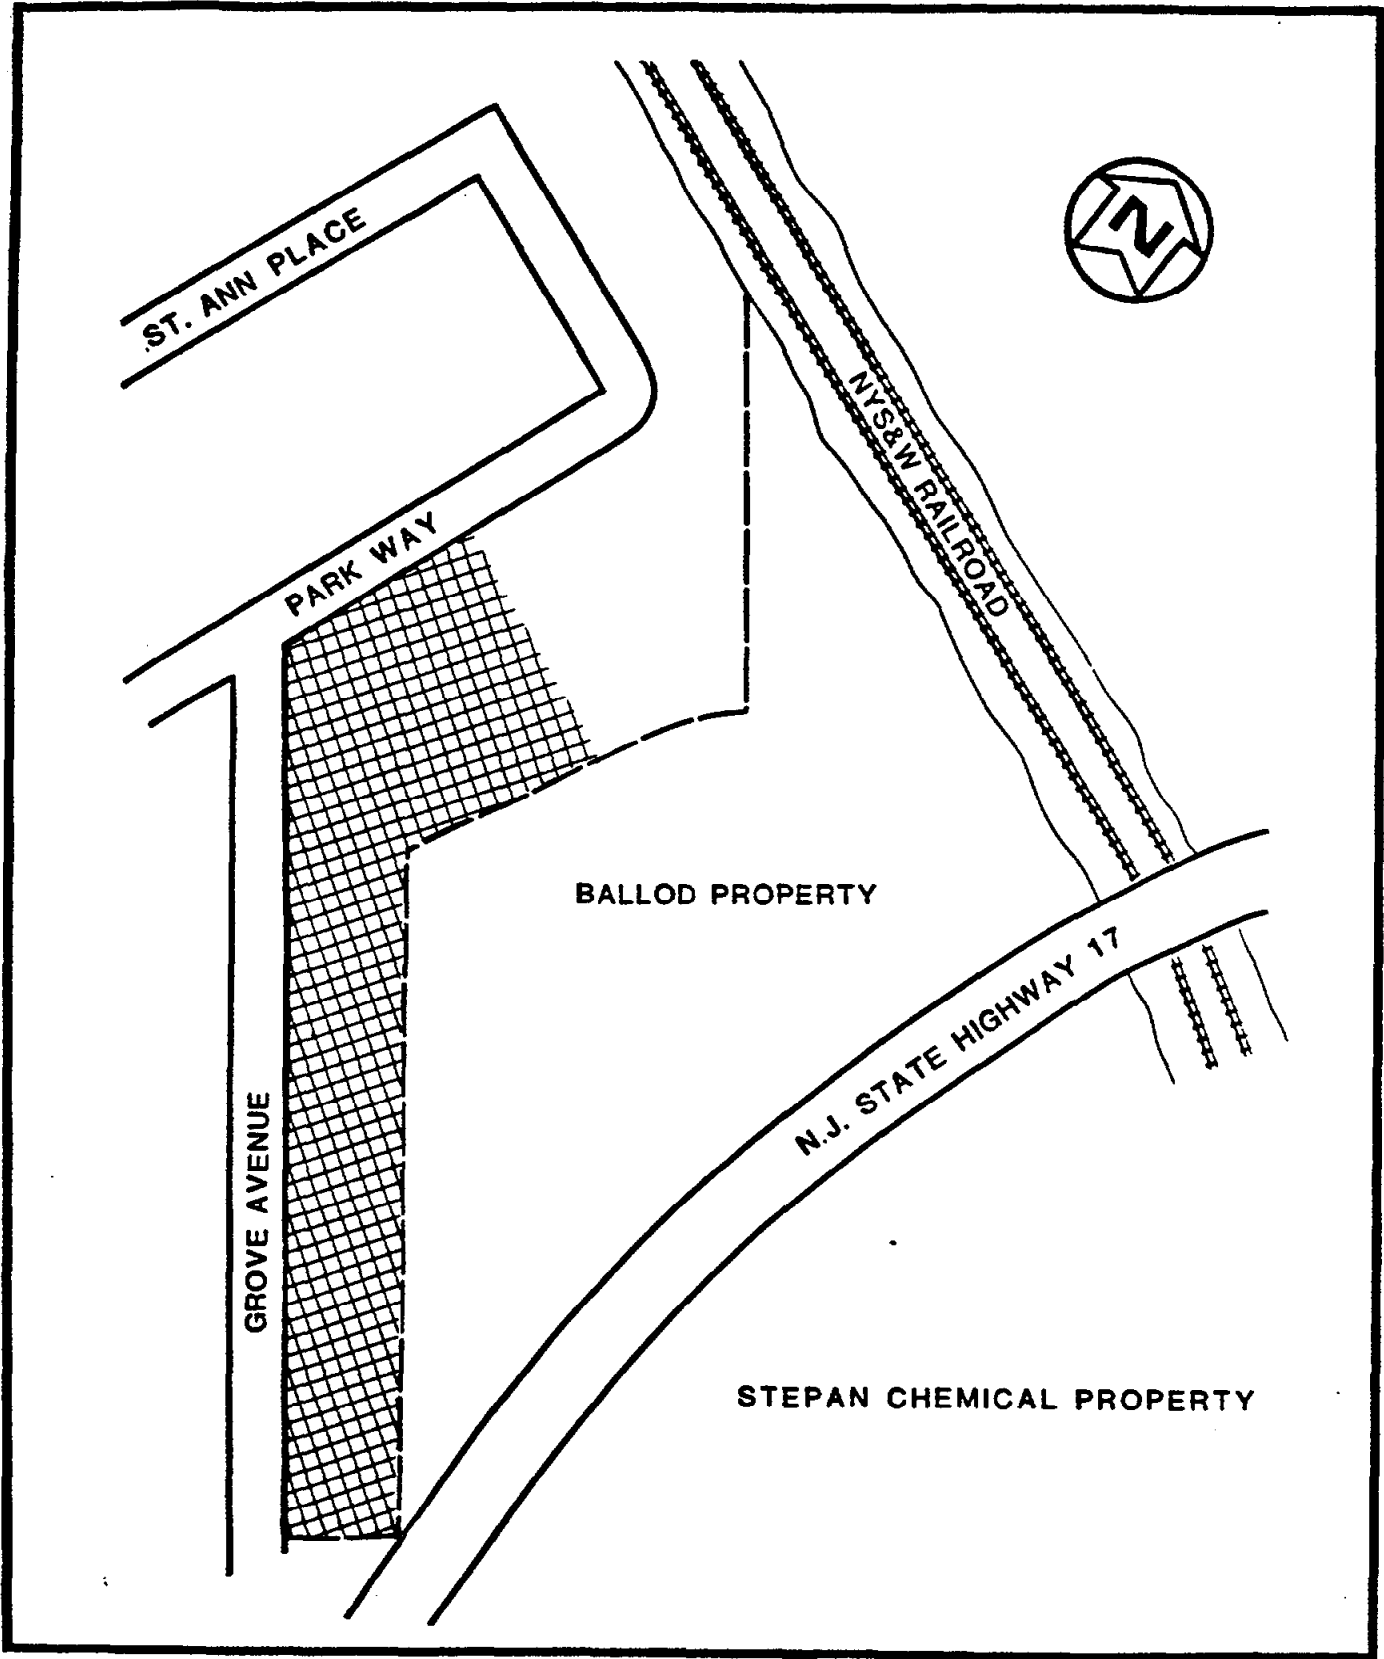 ST. ANN PLACE
N
NYS&W RAILROAD
PARK WAY
BALLOD PROPERTY
N.J. STATE HIGHWAY 17
GROVE AVENUE
STEPAN CHEMICAL PROPERTY